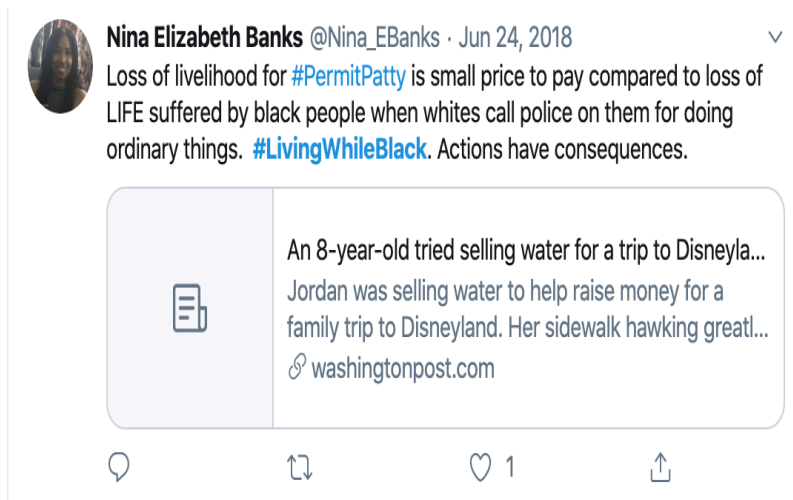 Nina Elizabeth Banks @Nina_EBanks · Jun 24, 2018
Loss of livelihood for #PermitPatty is small price to pay compared to loss of
LIFE suffered by black people when whites call police on them for doing
ordinary things. #LivingWhileBlack. Actions have consequences.
An 8-year-old tried selling water for a trip to Disneyla...
Jordan was selling water to help raise money for a
family trip to Disneyland. Her sidewalk hawking greatl...
washingtonpost.com
1